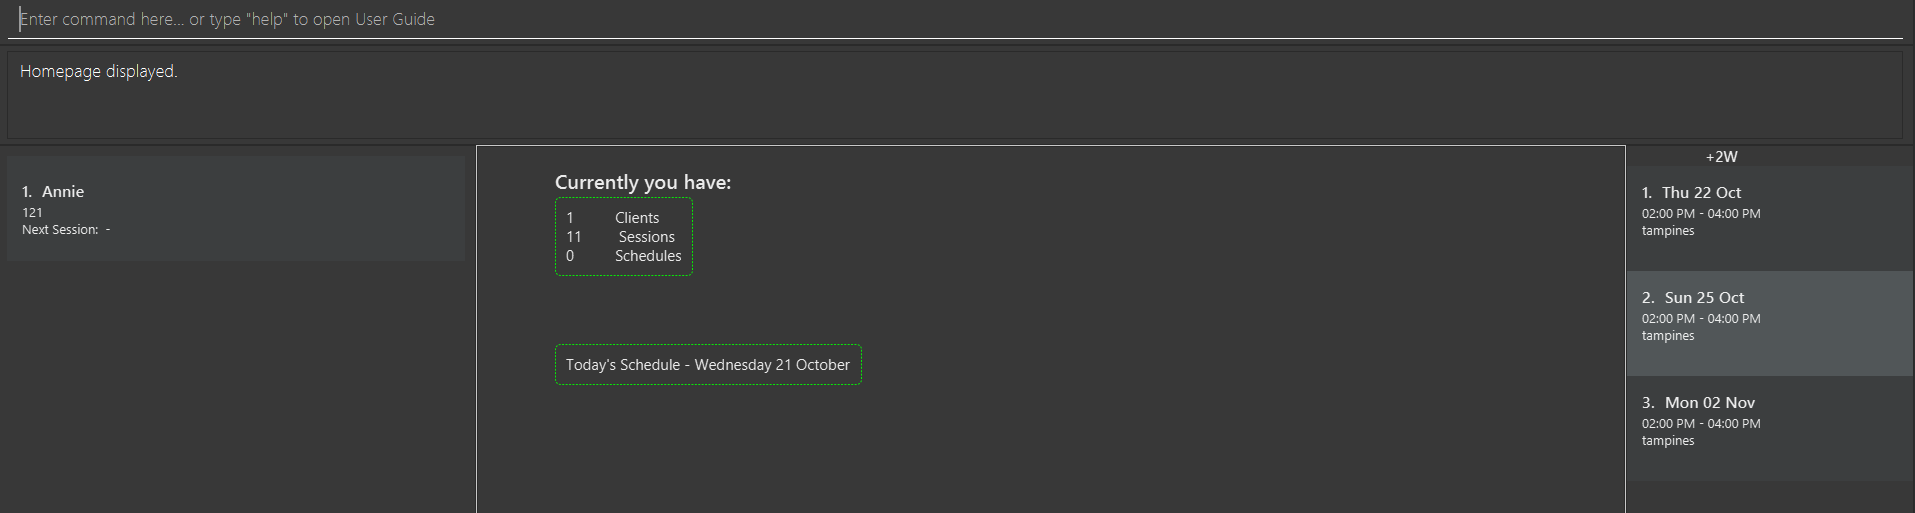 Enter command here... or type "help" to open User Guide
Homepage displayed.
1. Annie
121
Next Session: -
Currently you have:
1 Clients
11 Sessions
0 Schedules
Today's Schedule - Wednesday 21 October
+2W
1. Thu 22 Oct
02:00 PM - 04:00 PM
tampines
2. Sun 25 Oct
02:00 PM - 04:00 PM
tampines
3. Mon 02 Nov
02:00 PM - 04:00 PM
tampines